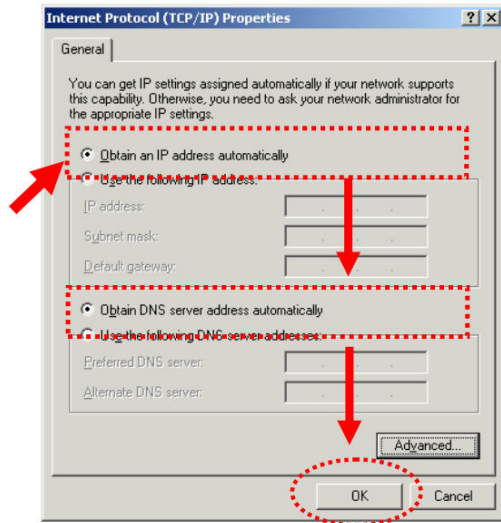 Internet Protocol (TCP/IP) Properties
General
You can get IP settings assigned automatically if your network supports
this capability. Otherwise, you need to ask your network administrator for
the appropriate IP settings.
Obtain an IP address automatically
Use the following IP address:
IP address:
Subnet mask:
Default gateway:
Obtain DNS server address automatically
Use the following DNS server addresses:
Preferred DNS server:
Alternate DNS server:
Advanced...
OK
Cancel